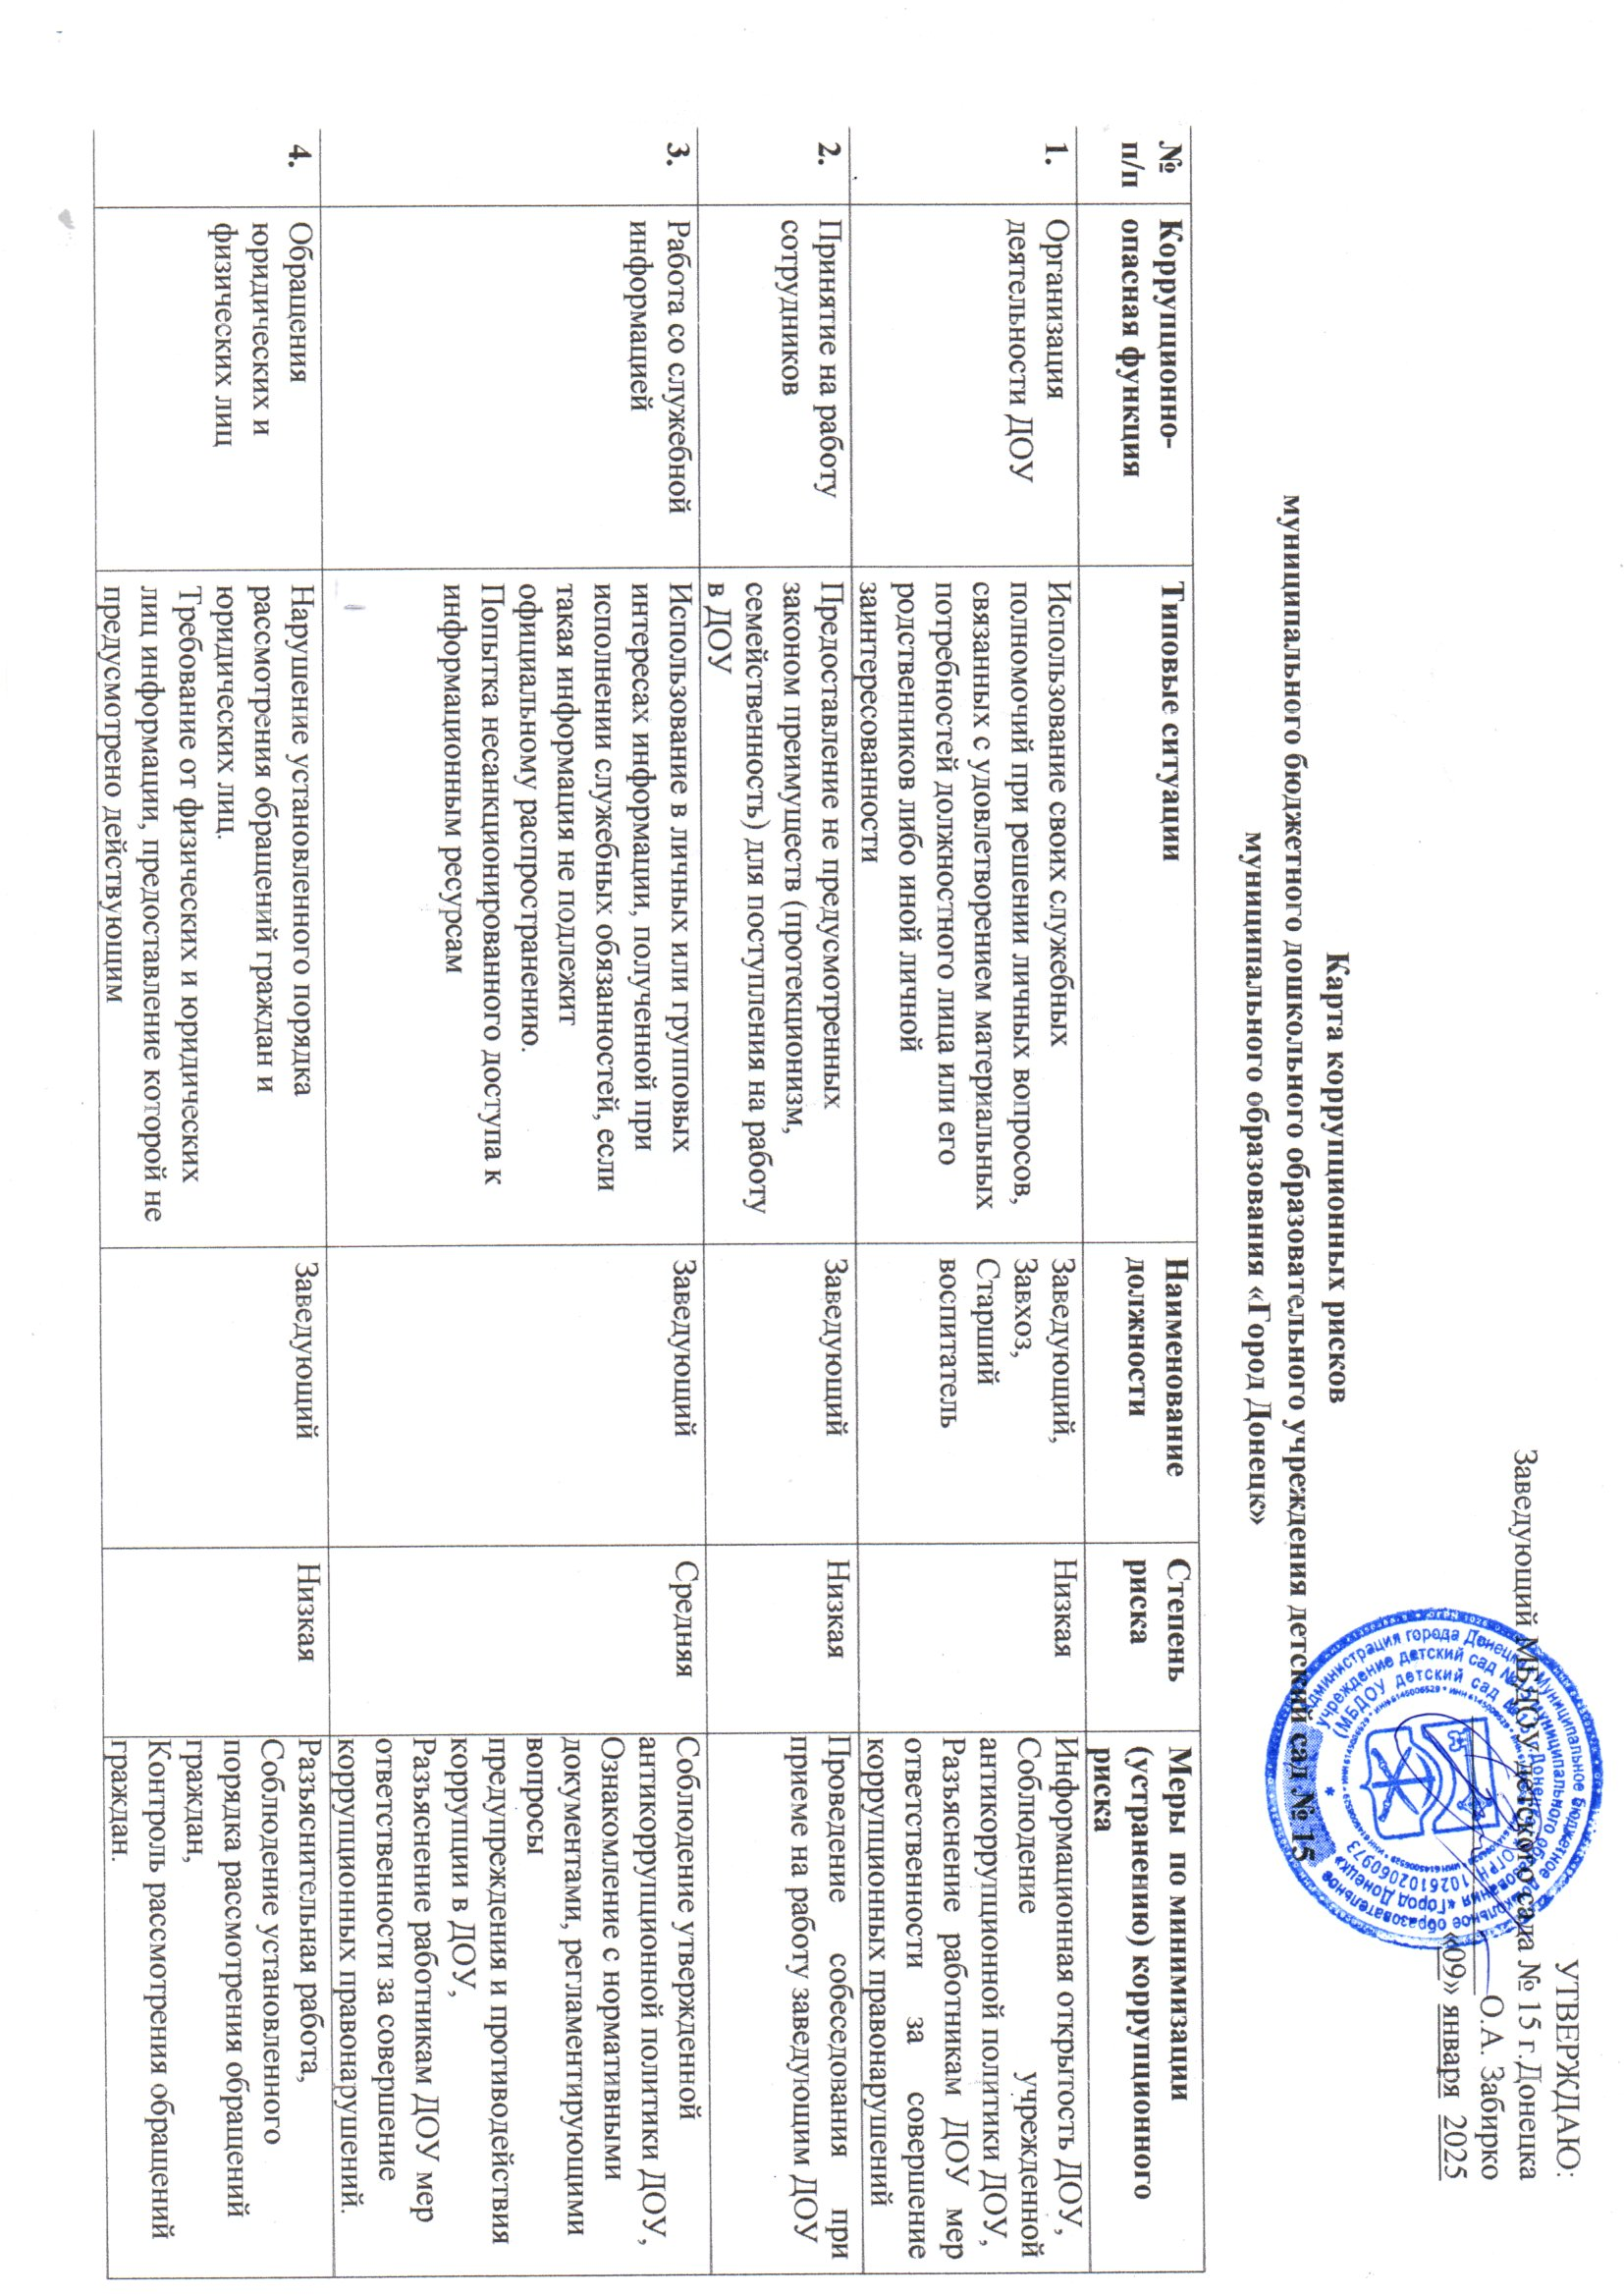 УТВЕРЖДАЮ:
Заведующий МБДОУ детского сада № 15 г.Донецка
О.А. Забирко
«09» января 2025
Карта коррупционных рисков
муниципального бюджетного дошкольного образовательного учреждения детский сад № 15
муниципального образования «Город Донецк»
№
п/п
Коррупционно-
опасная функция
Типовые ситуации
Наименование
должности
Степень
риска
Меры по минимизации
(устранению) коррупционного
риска
1.
Организация
деятельности ДОУ
Использование своих служебных
полномочий при решении личных вопросов,
связанных с удовлетворением материальных
потребностей должностного лица или его
родственников либо иной личной
заинтересованности
Заведующий,
Завхоз,
Старший
воспитатель
Низкая
Информационная открытость ДОУ,
Соблюдение учрежденной
антикоррупционной политики ДОУ,
Разъяснение работникам ДОУ мер
ответственности за совершение
коррупционных правонарушений
2.
Принятие на работу
сотрудников
Предоставление не предусмотренных
законом преимуществ (протекционизм,
семейственность) для поступления на работу
в ДОУ
Заведующий
Низкая
Проведение собеседования при
приеме на работу заведующим ДОУ
3.
Работа со служебной
информацией
Использование в личных или групповых
интересах информации, полученной при
исполнении служебных обязанностей, если
такая информация не подлежит
официальному распространению.
Попытка несанкционированного доступа к
информационным ресурсам
Заведующий
Средняя
Соблюдение утвержденной
антикоррупционной политики ДОУ,
Ознакомление с нормативными
документами, регламентирующими
вопросы
предупреждения и противодействия
коррупции в ДОУ,
Разъяснение работникам ДОУ мер
ответственности за совершение
коррупционных правонарушений.
4.
Обращения
юридических и
физических лиц
Нарушение установленного порядка
рассмотрения обращений граждан и
юридических лиц.
Требование от физических и юридических
лиц информации, предоставление которой не
предусмотрено действующим
Заведующий
Низкая
Разъяснительная работа,
Соблюдение установленного
порядка рассмотрения обращений
граждан,
Контроль рассмотрения обращений
граждан.